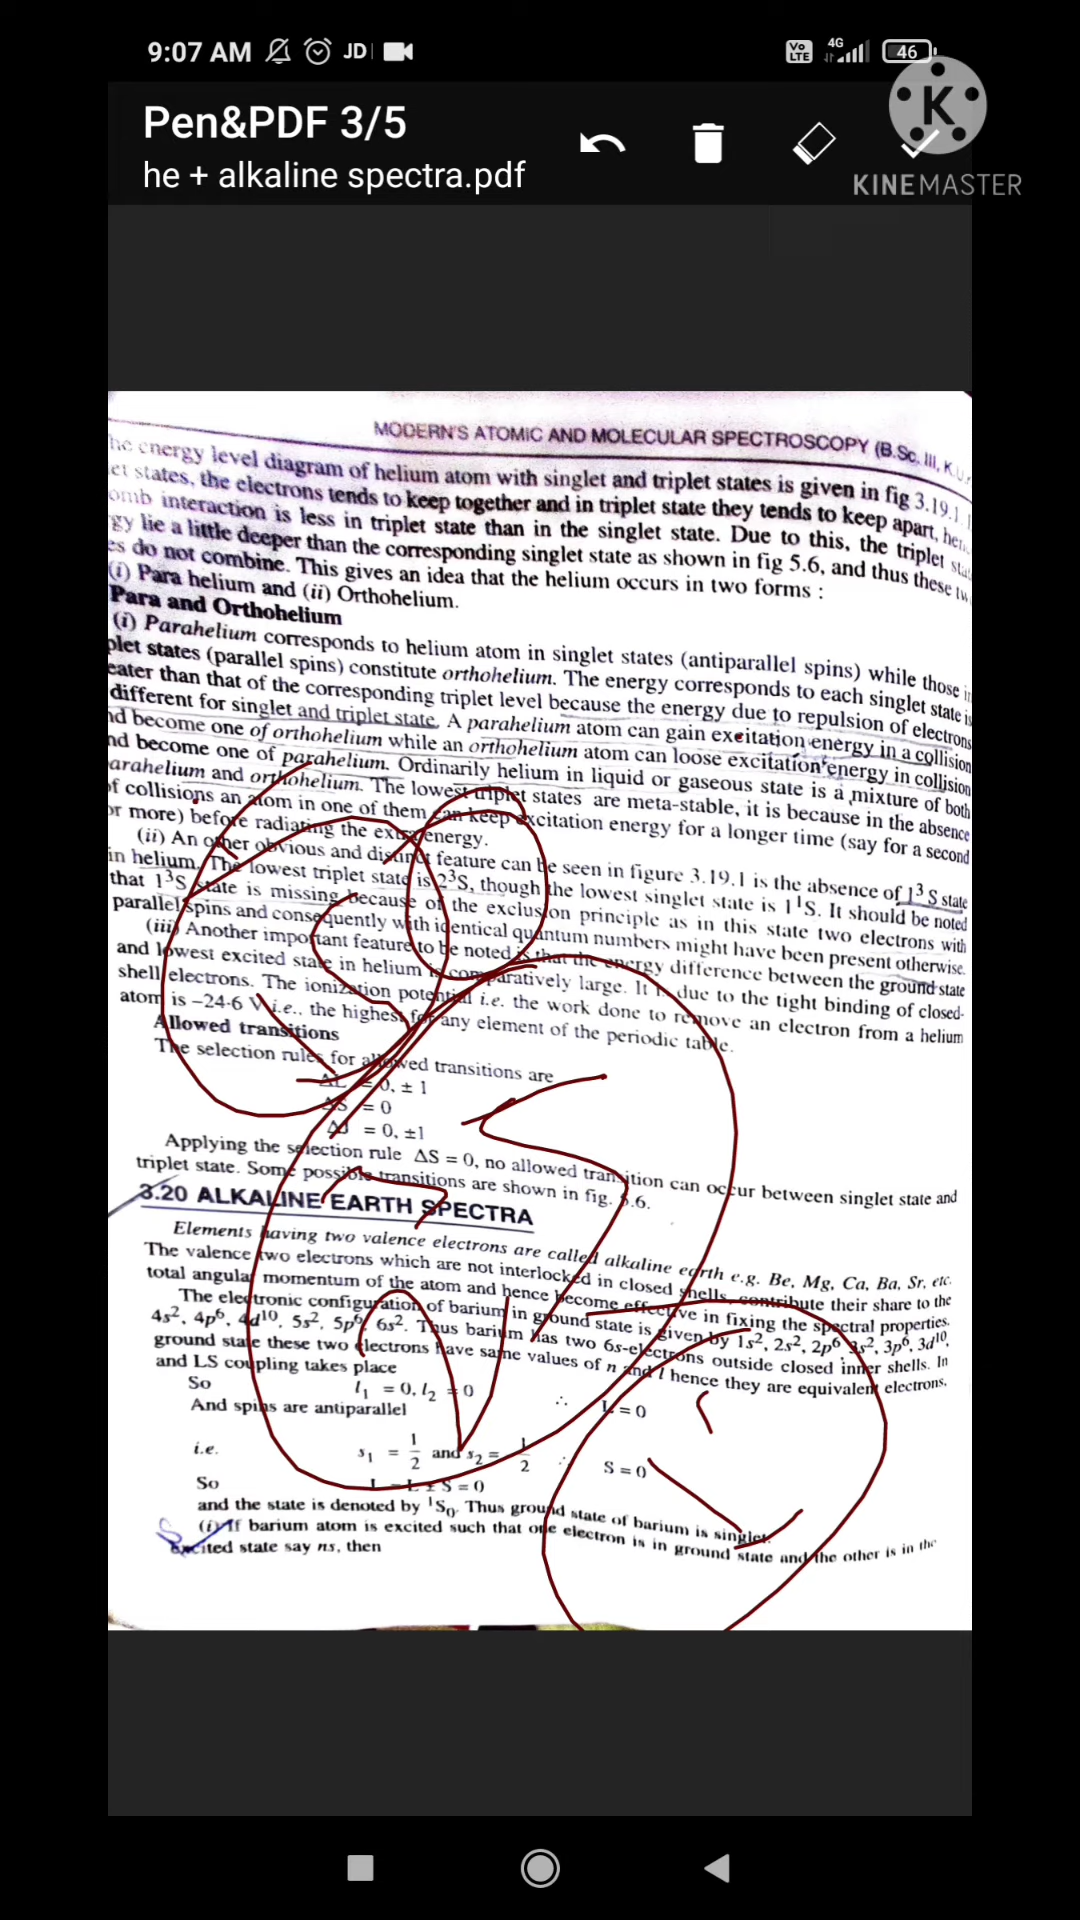 9:07 AM JD 4G Vo LTE 46
Pen&PDF 3/5
he + alkaline spectra.pdf
K
KINEMASTER
MODERN'S ATOMIC AND MOLECULAR SPECTROSCOPY (B.Sc. III, K.U.
he energy level diagram of helium atom with singlet and triplet states is given in fig 3.19.1.
et states, the electrons tends to keep together and in triplet state they tends to keep apart,
omb interaction is less in triplet state than in the singlet state. Due to this, the triplet
gy lie a little deeper than the corresponding singlet state as shown in fig 5.6, and thus these
es do not combine. This gives an idea that the helium occurs in two forms :
(i) Para helium and (ii) Orthohelium.
Para and Orthohelium
(i) Parahelium corresponds to helium atom in singlet states (antiparallel spins) while those
plet states (parallel spins) constitute orthohelium. The energy corresponds to each singlet state is
eater than that of the corresponding triplet level because the energy due to repulsion of electrons
different for singlet and triplet state. A parahelium atom can gain excitation energy in a collision
nd become one of orthohelium while an orthohelium atom can loose excitation energy in collision
nd become one of parahelium. Ordinarily helium in liquid or gaseous state is a mixture of both
arahelium and orthohelium. The lowest triplet states are meta-stable, it is because in the absence
of collisions an atom in one of them can keep excitation energy for a longer time (say for a second
or more) before radiating the extra energy.
(ii) An other obvious and distinct feature can be seen in figure 3.19.1 is the absence of 1³S state
in helium. The lowest triplet state is 2³S, though the lowest singlet state is 1¹S. It should be noted
that 1³S state is missing because of the exclusion principle as in this state two electrons with
parallel spins and consequently with identical quantum numbers might have been present otherwise.
(iii) Another important feature to be noted is that the energy difference between the ground state
and lowest excited state in helium is comparatively large. It is due to the tight binding of closed-
shell electrons. The ionization potential i.e. the work done to remove an electron from a helium
atom is –24·6 V i.e.. the highest for any element of the periodic table.
Allowed transitions
The selection rules for allowed transitions are
ΔL = 0, ± 1
ΔS = 0
ΔJ = 0, ±1
Applying the selection rule ΔS = 0, no allowed transition can occur between singlet state and
triplet state. Some possible transitions are shown in fig. 5.6.
3.20 ALKALINE EARTH SPECTRA
Elements having two valence electrons are called alkaline earth e.g. Be, Mg, Ca, Ba, Sr, etc.
The valence two electrons which are not interlocked in closed shells, contribute their share to the
total angular momentum of the atom and hence become effective in fixing the spectral properties.
The electronic configuration of barium in ground state is given by 1s², 2s², 2p⁶ 3s², 3p⁶, 3d¹⁰,
4s², 4p⁶, 4d¹⁰, 5s², 5p⁶, 6s². Thus barium has two 6s-electrons outside closed inner shells. In
ground state these two electrons have same values of n and l hence they are equivalent electrons.
and LS coupling takes place
So l₁ = 0, l₂ = 0 ∴ L = 0
And spins are antiparallel
i.e. s₁ = 1/2 and s₂ = 1/2 ∴ S = 0
So L ± S = 0
and the state is denoted by ¹S₀. Thus ground state of barium is singlet.
(i) If barium atom is excited such that one electron is in ground state and the other is in the
excited state say ns, then